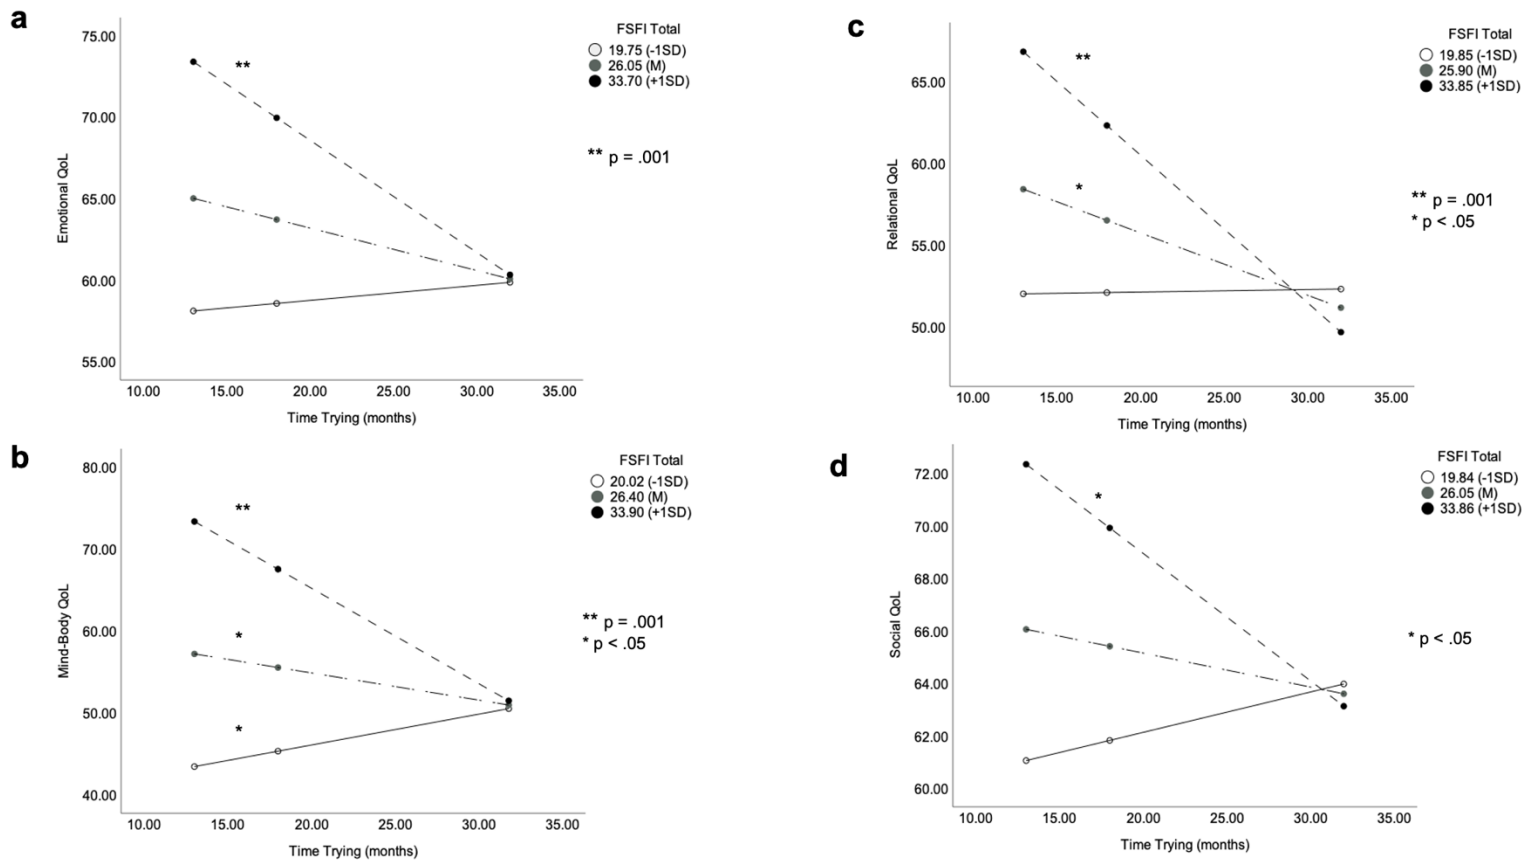 a
75.00
70.00
65.00
60.00
55.00
Emotional QoL
10.00 15.00 20.00 25.00 30.00 35.00
Time Trying (months)
**
FSFI Total
19.75 (-1SD)
26.05 (M)
33.70 (+1SD)
** p = .001
b
80.00
70.00
60.00
50.00
40.00
Mind-Body QoL
10.00 15.00 20.00 25.00 30.00 35.00
Time Trying (months)
**
*
*
FSFI Total
20.02 (-1SD)
26.40 (M)
33.90 (+1SD)
** p = .001
* p < .05
c
65.00
60.00
55.00
50.00
Relational QoL
10.00 15.00 20.00 25.00 30.00 35.00
Time Trying (months)
**
*
FSFI Total
19.85 (-1SD)
25.90 (M)
33.85 (+1SD)
** p = .001
* p < .05
d
72.00
70.00
68.00
66.00
64.00
62.00
60.00
Social QoL
10.00 15.00 20.00 25.00 30.00 35.00
Time Trying (months)
*
FSFI Total
19.84 (-1SD)
26.05 (M)
33.86 (+1SD)
* p < .05